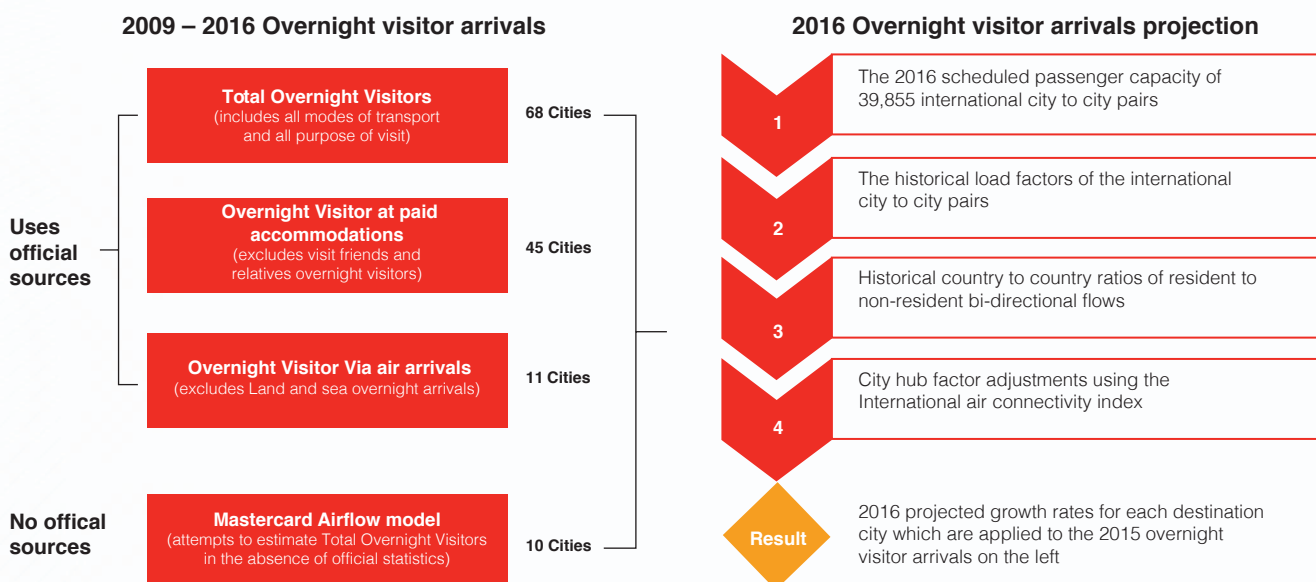 2009 – 2016 Overnight visitor arrivals
Uses
official
sources
Total Overnight Visitors
(includes all modes of transport
and all purpose of visit)
68 Cities
Overnight Visitor at paid
accommodations
(excludes visit friends and
relatives overnight visitors)
45 Cities
Overnight Visitor Via air arrivals
(excludes Land and sea overnight arrivals)
11 Cities
No offical
sources
Mastercard Airflow model
(attempts to estimate Total Overnight Visitors
in the absence of official statistics)
10 Cities
2016 Overnight visitor arrivals projection
1
The 2016 scheduled passenger capacity of
39,855 international city to city pairs
2
The historical load factors of the international
city to city pairs
3
Historical country to country ratios of resident to
non-resident bi-directional flows
4
City hub factor adjustments using the
International air connectivity index
Result
2016 projected growth rates for each destination
city which are applied to the 2015 overnight
visitor arrivals on the left